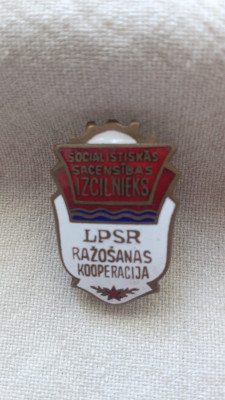 SOCIALISTISKĀS
SACENSĪBAS
IZCILNIEKS
LPSR
RAŽOŠANAS
KOOPERACIJA